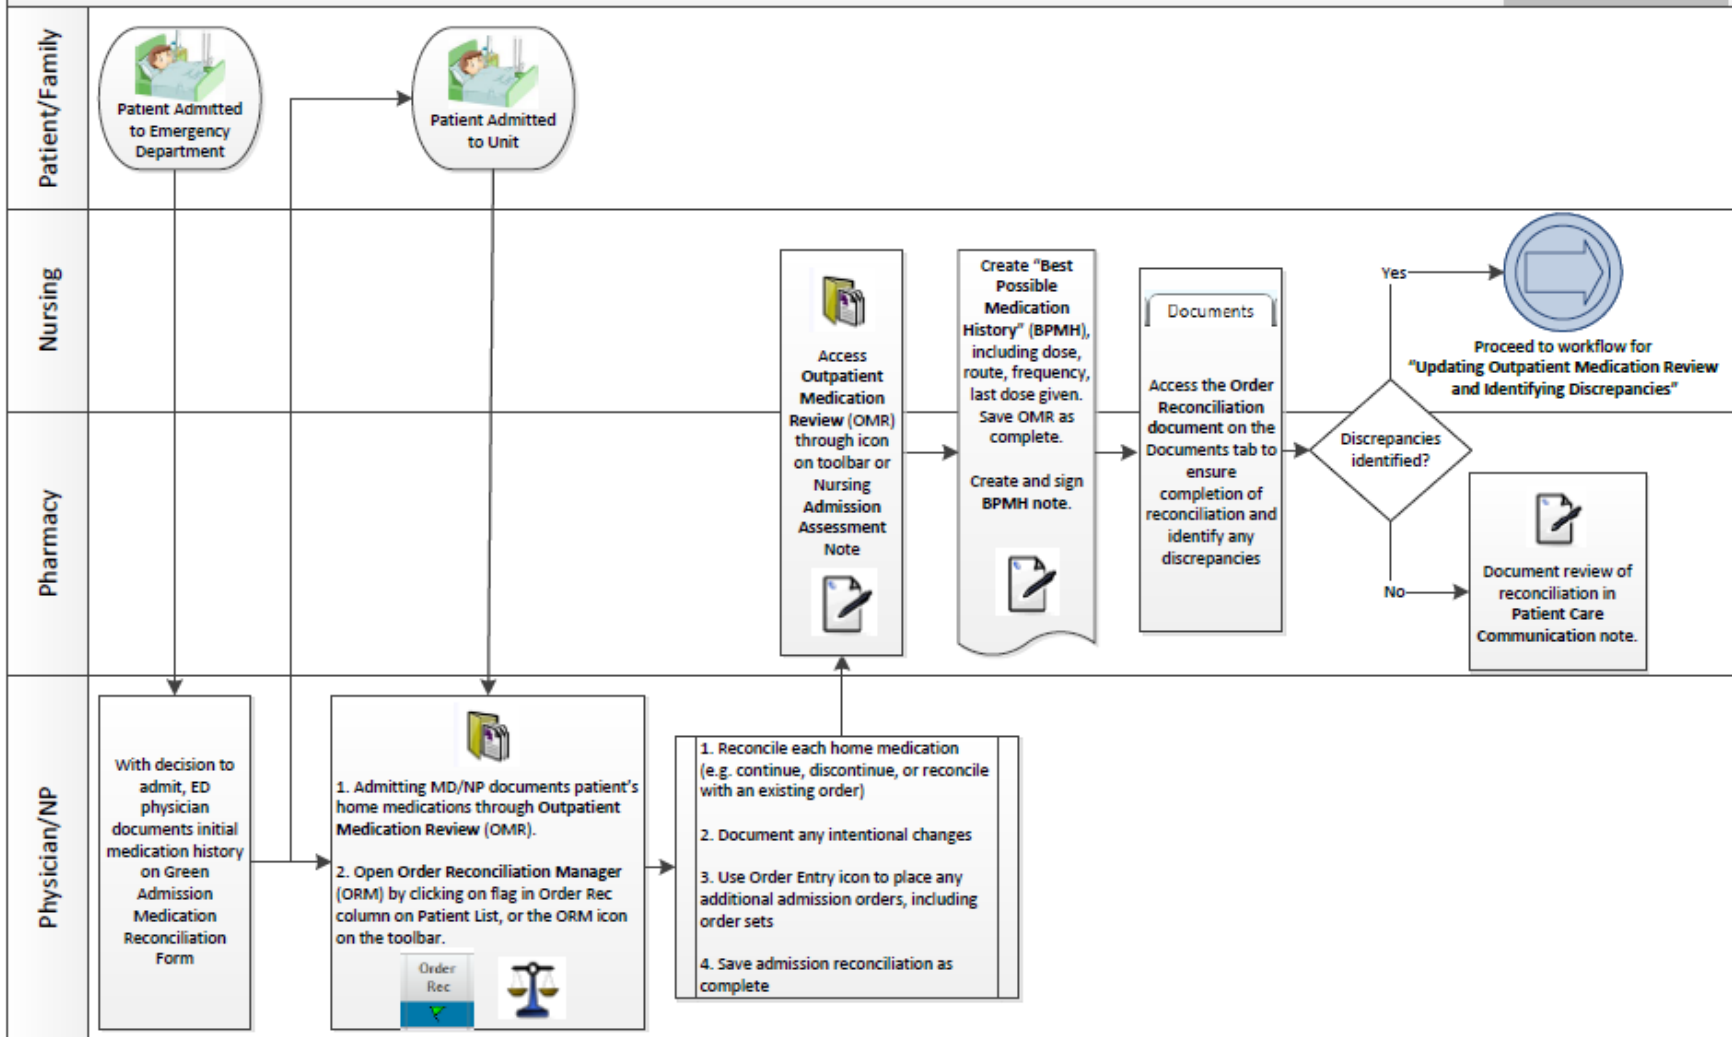 Patient/Family
Patient Admitted
to Emergency
Department
Patient Admitted
to Unit
Nursing
Pharmacy
Access
Outpatient
Medication
Review (OMR)
through icon
on toolbar or
Nursing
Admission
Assessment
Note
Create “Best
Possible
Medication
History” (BPMH),
including dose,
route, frequency,
last dose given.
Save OMR as
complete.
Create and sign
BPMH note.
Documents
Access the Order
Reconciliation
document on the
Documents tab to
ensure
completion of
reconciliation and
identify any
discrepancies
Discrepancies
identified?
Yes
Proceed to workflow for
“Updating Outpatient Medication Review
and Identifying Discrepancies”
No
Document review of
reconciliation in
Patient Care
Communication note.
Physician/NP
With decision to
admit, ED
physician
documents initial
medication history
on Green
Admission
Medication
Reconciliation
Form
1. Admitting MD/NP documents patient’s
home medications through Outpatient
Medication Review (OMR).
2. Open Order Reconciliation Manager
(ORM) by clicking on flag in Order Rec
column on Patient List, or the ORM icon
on the toolbar.
Order
Rec
1. Reconcile each home medication
(e.g. continue, discontinue, or reconcile
with an existing order)
2. Document any intentional changes
3. Use Order Entry icon to place any
additional admission orders, including
order sets
4. Save admission reconciliation as
complete